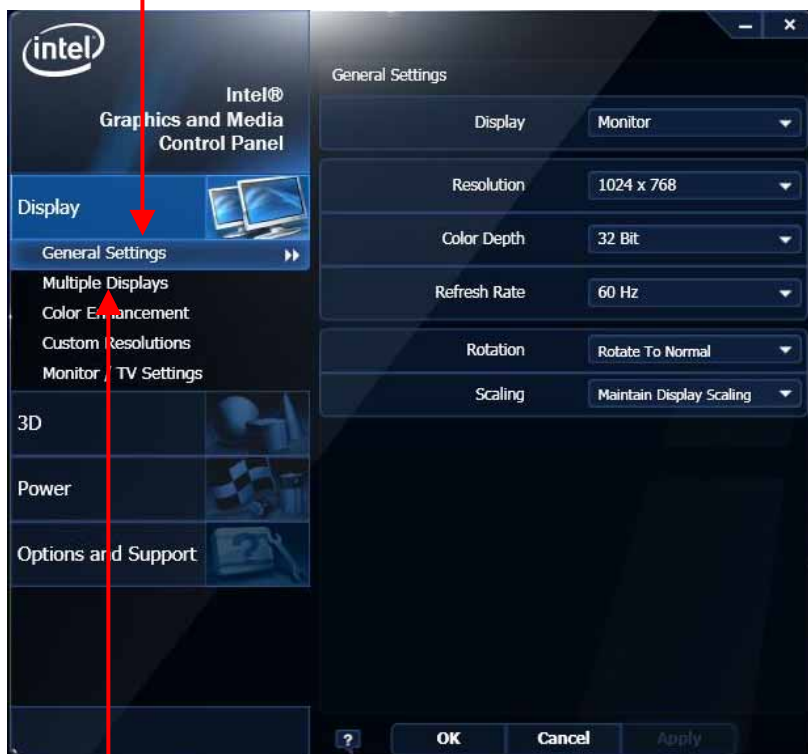 intel
Intel®
Graphics and Media
Control Panel
Display
General Settings
Multiple Displays
Color Enhancement
Custom Resolutions
Monitor / TV Settings
3D
Power
Options and Support
General Settings
Display Monitor
Resolution 1024 x 768
Color Depth 32 Bit
Refresh Rate 60 Hz
Rotation Rotate To Normal
Scaling Maintain Display Scaling
? OK Cancel Apply